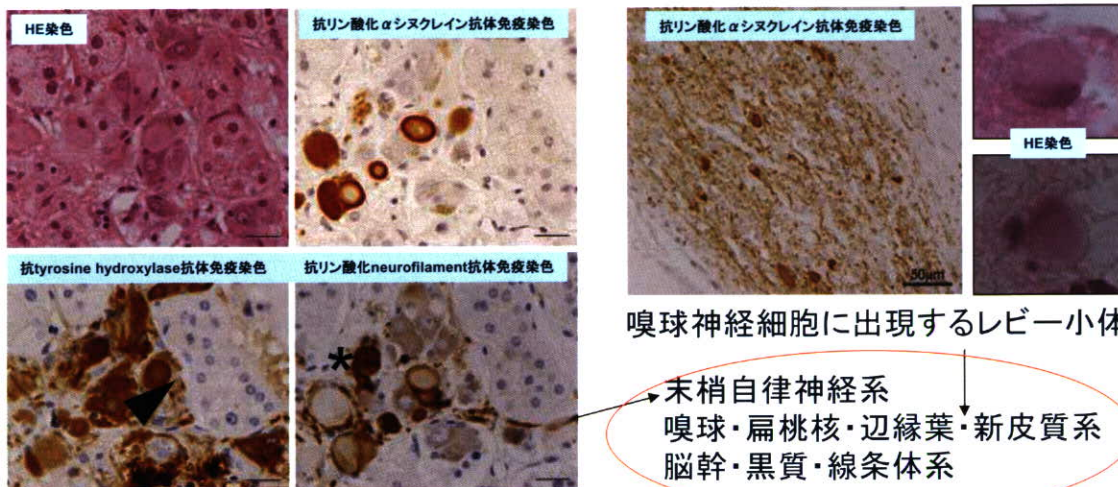 HE染色
抗リン酸化αシヌクレイン抗体免疫染色
抗tyrosine hydroxylase抗体免疫染色
抗リン酸化neurofilament抗体免疫染色
*
抗リン酸化αシヌクレイン抗体免疫染色
50μm
HE染色
嗅球神経細胞に出現するレビー小体
末梢自律神経系
嗅球・扁桃核・辺縁葉・新皮質系
脳幹・黒質・線条体系